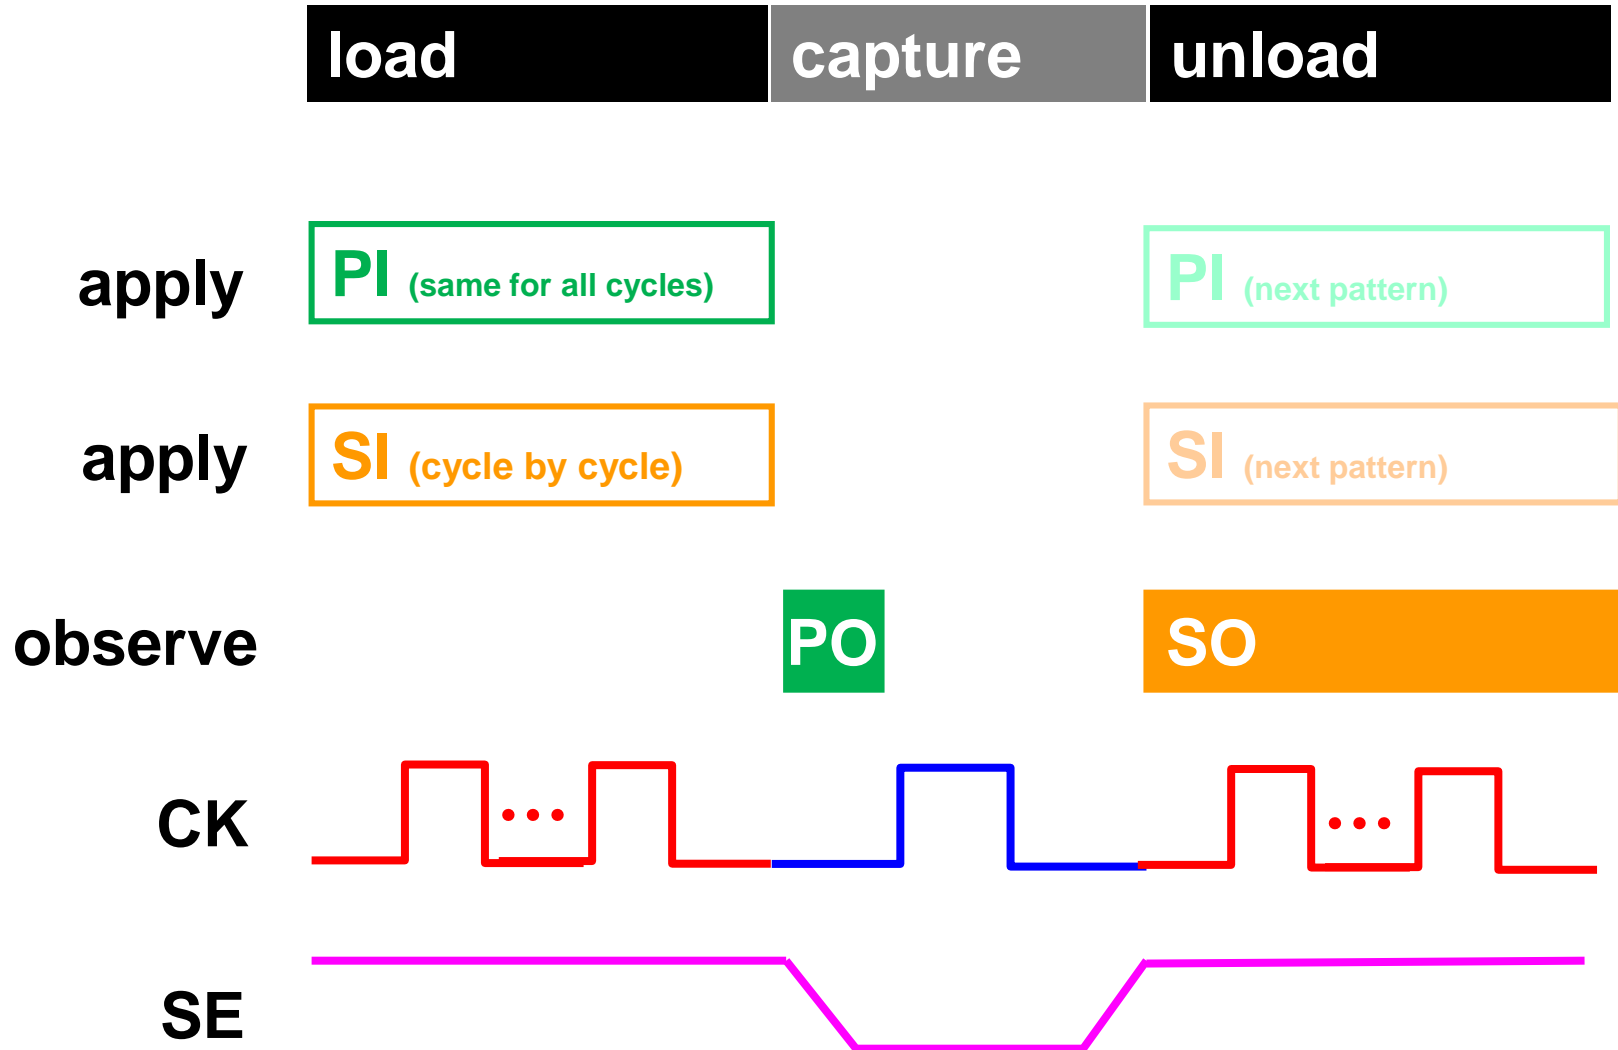 load capture unload
apply PI (same for all cycles) PI (next pattern)
apply SI (cycle by cycle) SI (next pattern)
observe PO SO
CK
SE